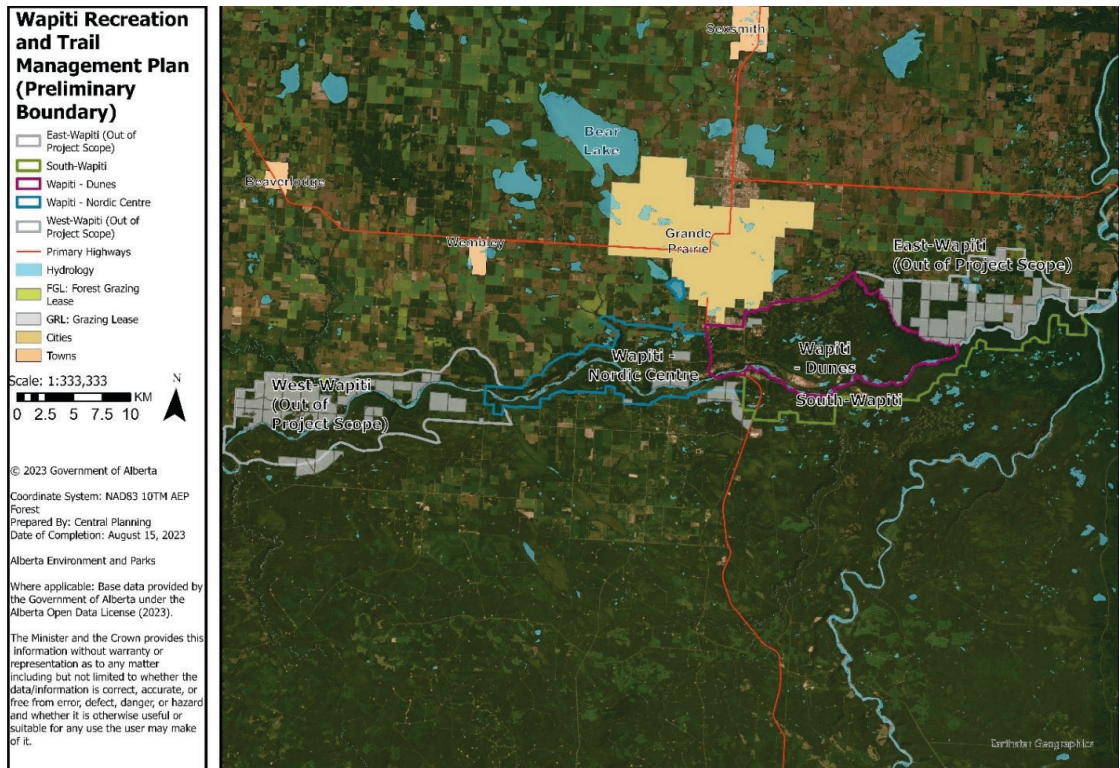 Wapiti Recreation
and Trail
Management Plan
(Preliminary
Boundary)
East-Wapiti (Out of
Project Scope)
South-Wapiti
Wapiti - Dunes
Wapiti - Nordic Centre
West-Wapiti (Out of
Project Scope)
Primary Highways
Hydrology
FGL: Forest Grazing
Lease
GRL: Grazing Lease
Cities
Towns
Scale: 1:333,333
N
KM
0 2.5 5 7.5 10
© 2023 Government of Alberta
Coordinate System: NAD83 10TM AEP
Forest
Prepared By: Central Planning
Date of Completion: August 15, 2023
Alberta Environment and Parks
Where applicable: Base data provided by
the Government of Alberta under the
Alberta Open Data License (2023).
The Minister and the Crown provides this
information without warranty or
representation as to any matter
including but not limited to whether the
data/information is correct, accurate, or
free from error, defect, danger, or hazard
and whether it is otherwise useful or
suitable for any use the user may make
of it.
Sexsmith
Bear
Lake
Beaverlodge
Wembley
Grande
Prairie
East-Wapiti
(Out of Project Scope)
Wapiti -
Nordic Centre
Wapiti
- Dunes
South-Wapiti
West-Wapiti
(Out of
Project Scope)
Earthstar Geographics